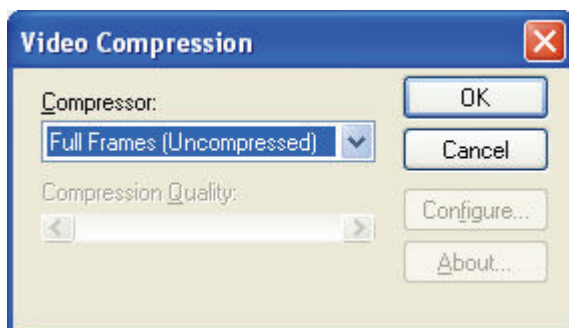 Video Compression
Compressor:
Full Frames (Uncompressed)
Compression Quality:
OK
Cancel
Configure...
About...